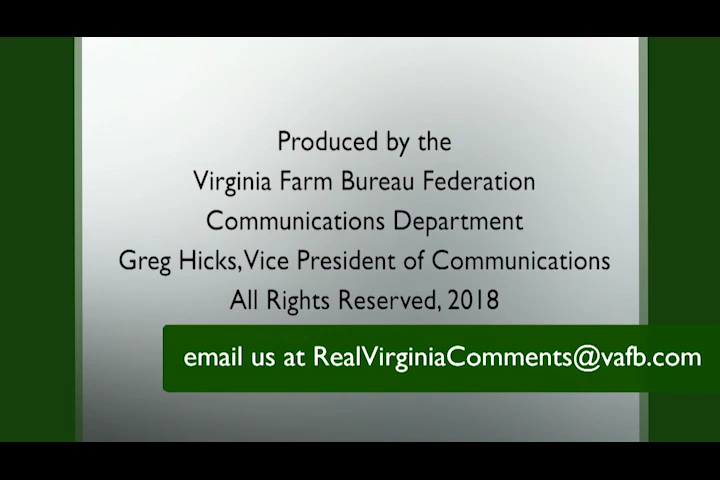 Produced by the
Virginia Farm Bureau Federation
Communications Department
Greg Hicks, Vice President of Communications
All Rights Reserved, 2018
email us at RealVirginiaComments@vafb.com